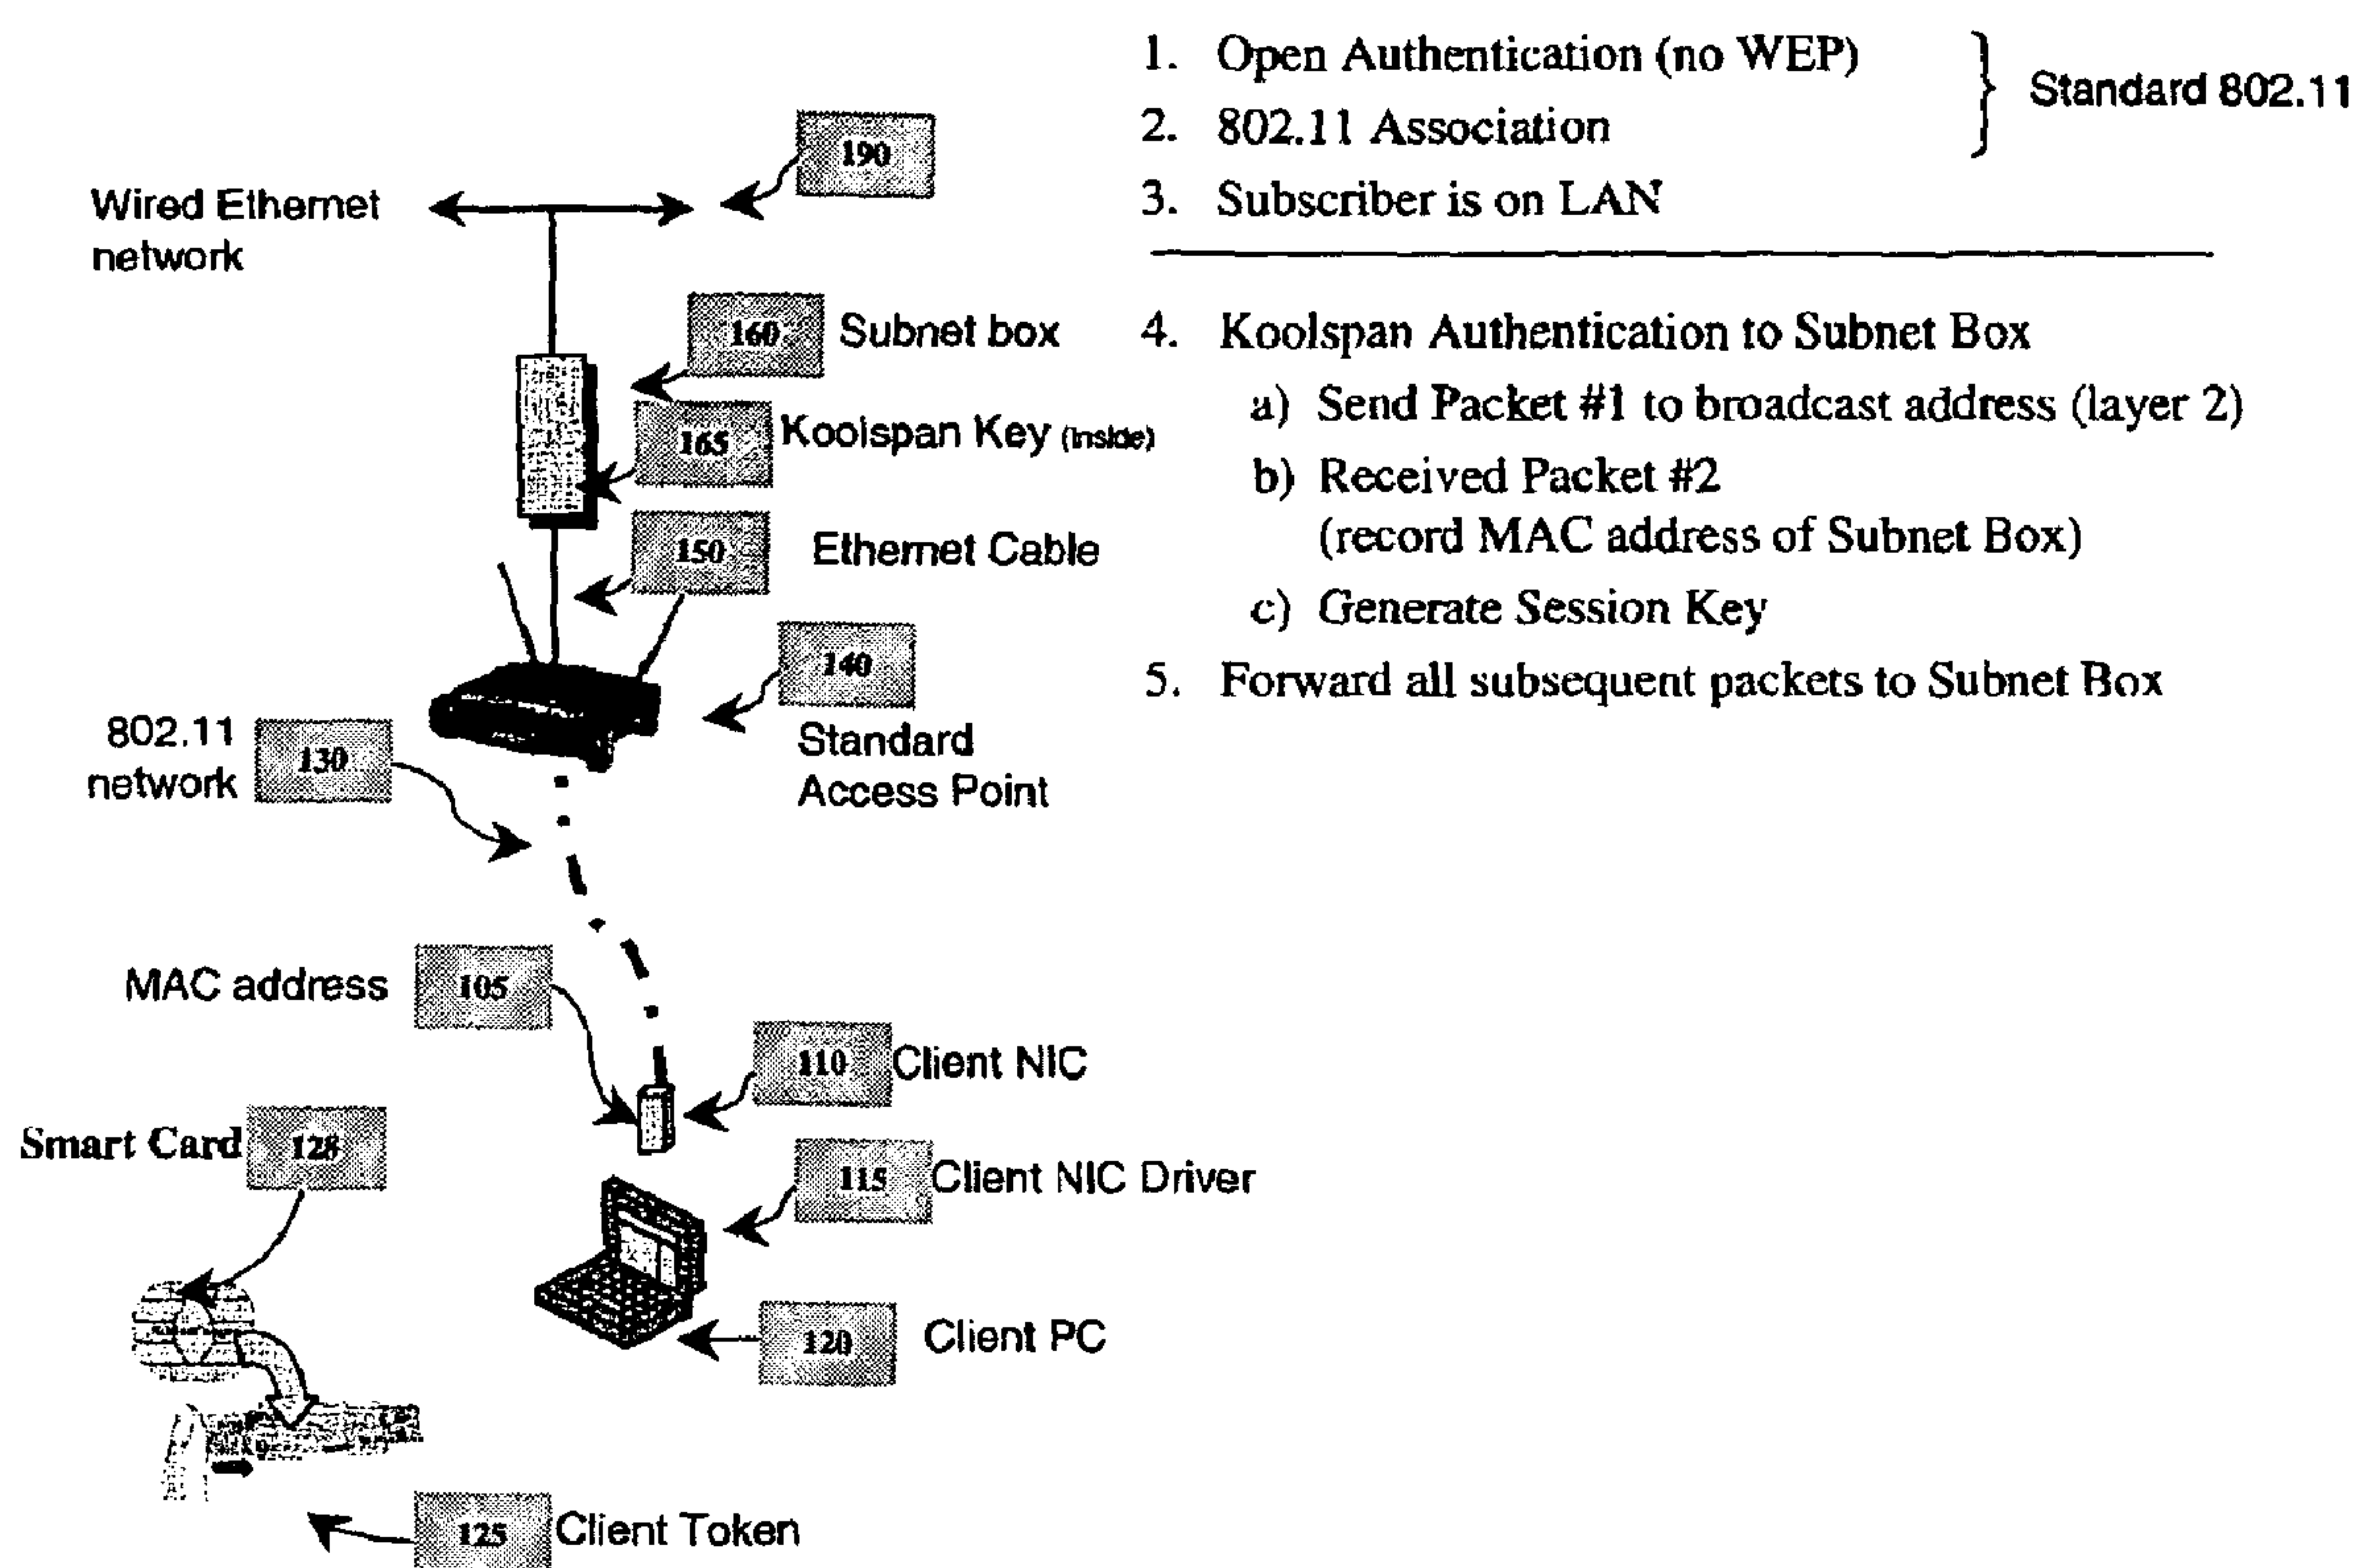 1. Open Authentication (no WEP)
2. 802.11 Association
3. Subscriber is on LAN
Standard 802.11
4. Koolspan Authentication to Subnet Box
a) Send Packet #1 to broadcast address (layer 2)
b) Received Packet #2
(record MAC address of Subnet Box)
c) Generate Session Key
5. Forward all subsequent packets to Subnet Box
190
Wired Ethernet
network
160 Subnet box
165 Koolspan Key (inside)
150 Ethernet Cable
140
Standard
Access Point
802.11
network
130
MAC address 105
110 Client NIC
Smart Card 128
115 Client NIC Driver
120 Client PC
125 Client Token